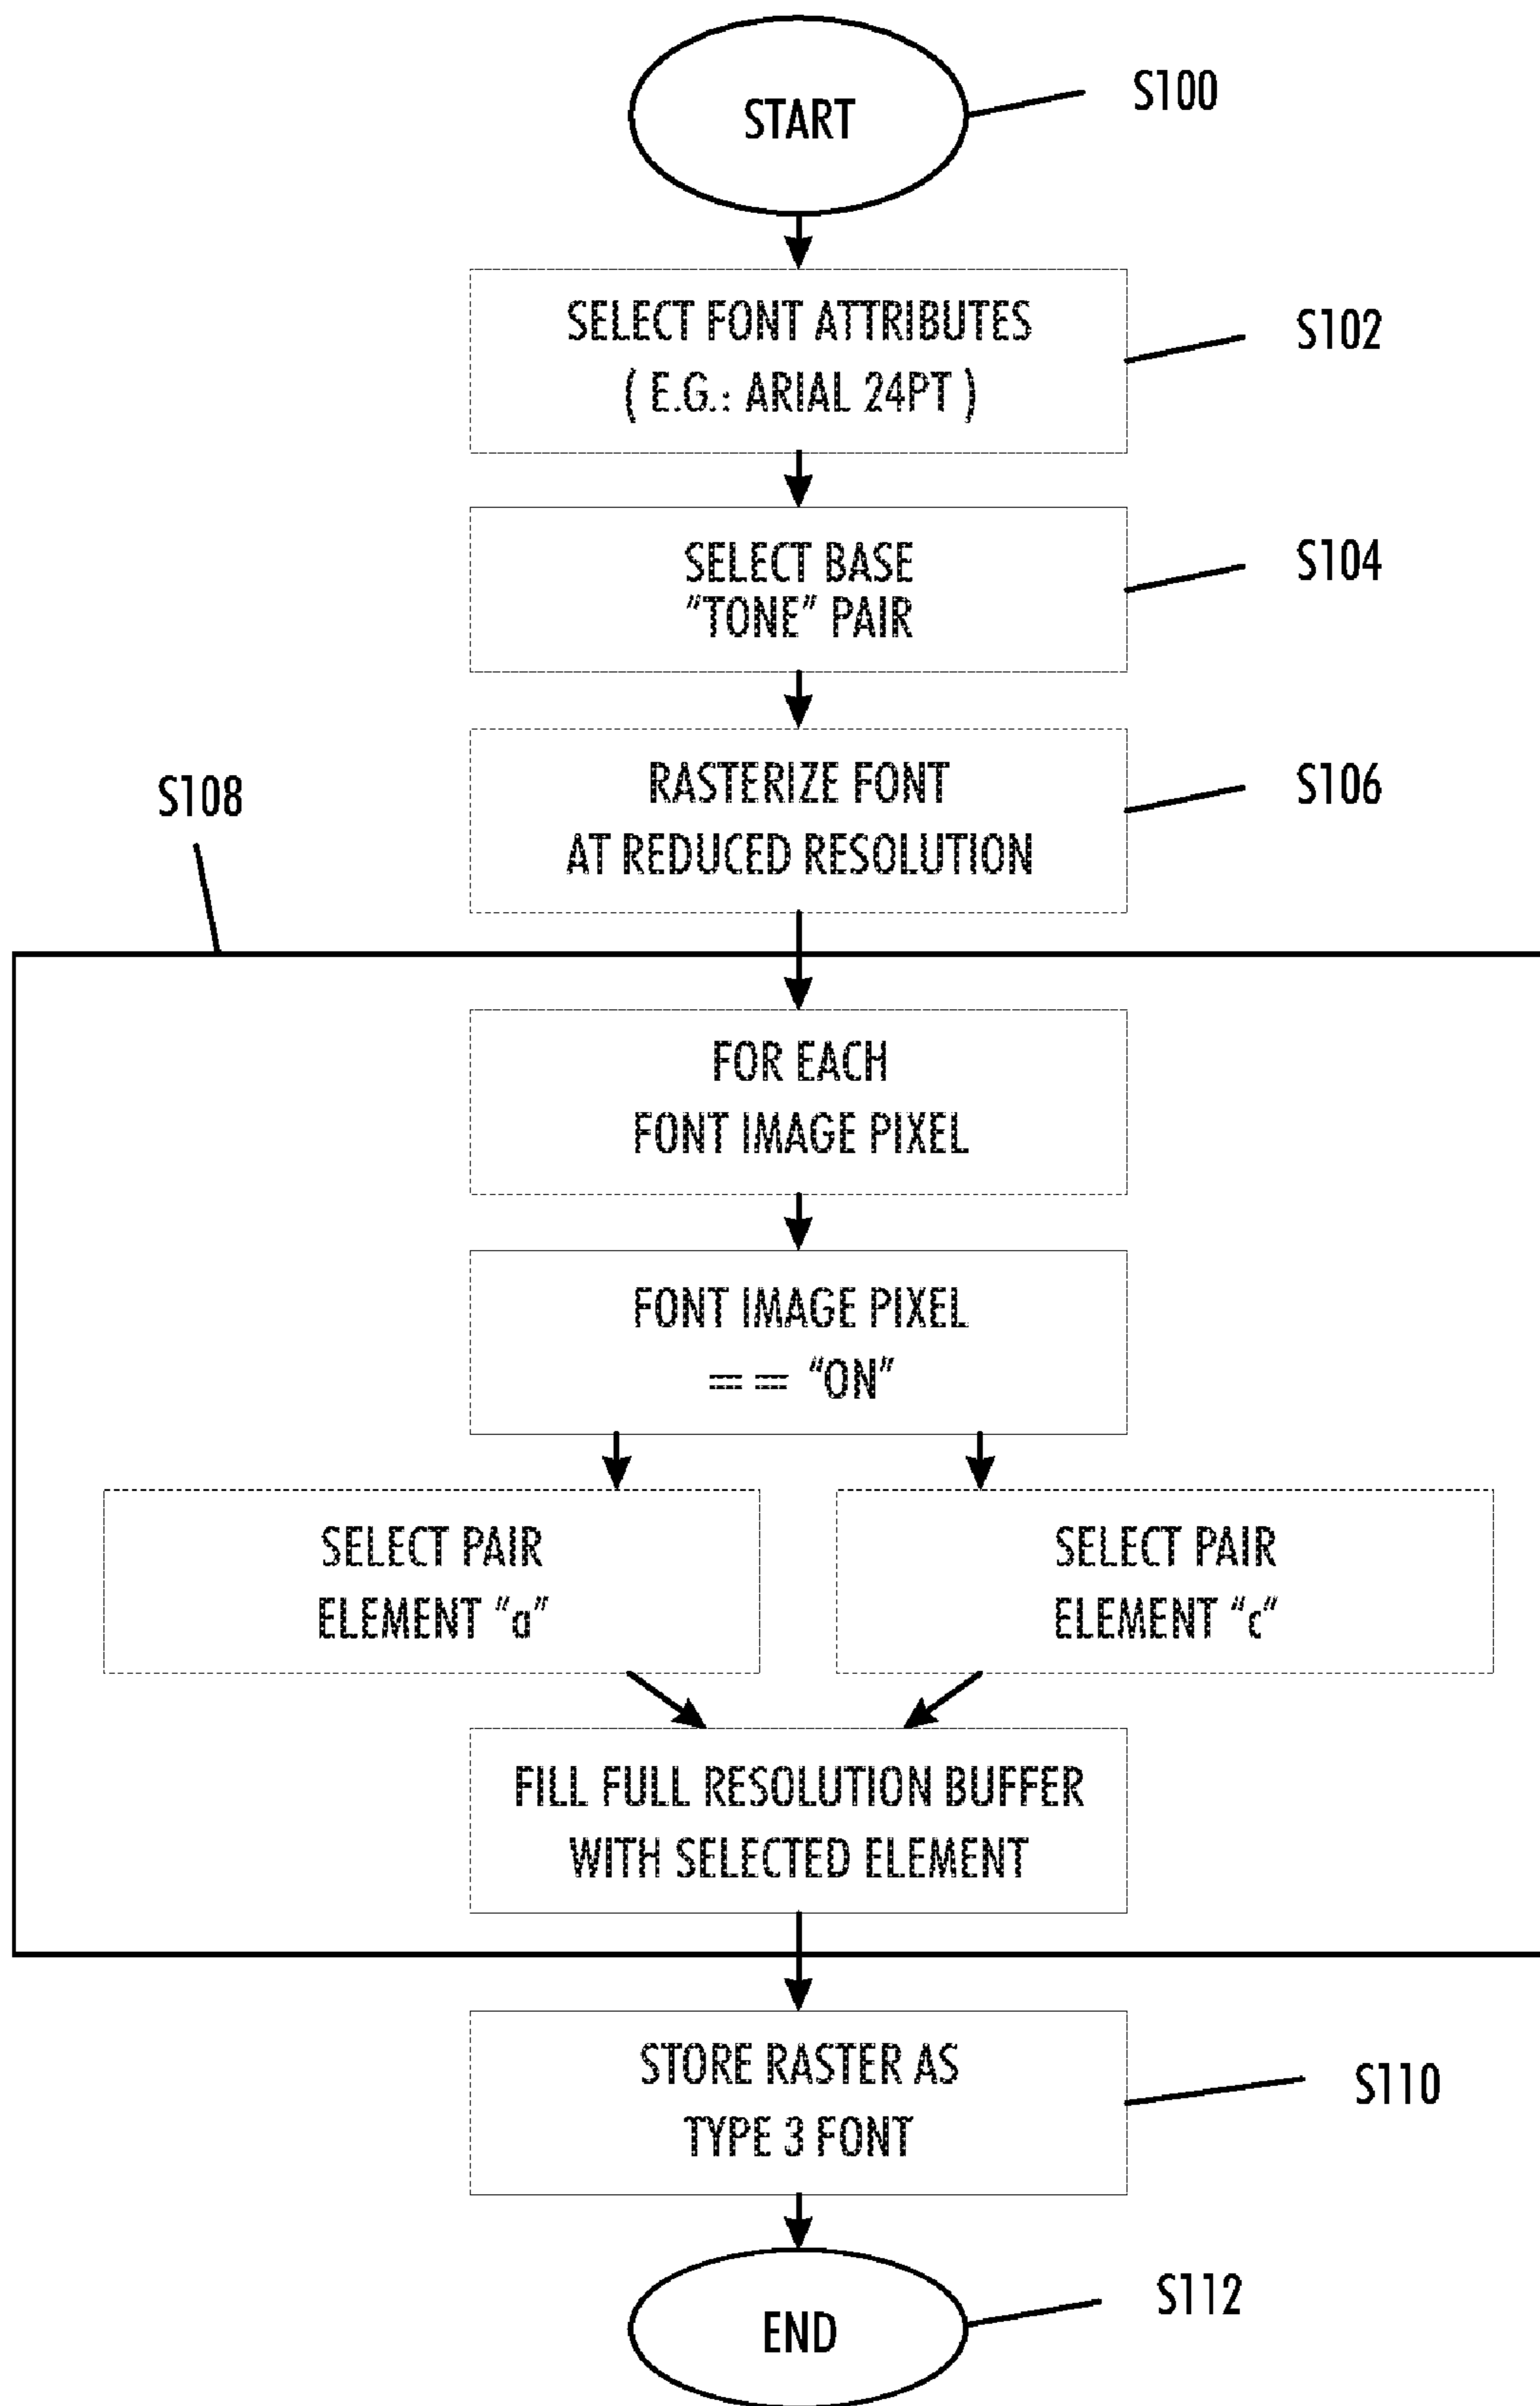 START
S100
SELECT FONT ATTRIBUTES
( E.G.: ARIAL 24PT )
S102
SELECT BASE
"TONE" PAIR
S104
RASTERIZE FONT
AT REDUCED RESOLUTION
S106
S108
FOR EACH
FONT IMAGE PIXEL
FONT IMAGE PIXEL
== "ON"
SELECT PAIR
ELEMENT "a"
SELECT PAIR
ELEMENT "c"
FILL FULL RESOLUTION BUFFER
WITH SELECTED ELEMENT
STORE RASTER AS
TYPE 3 FONT
S110
END
S112